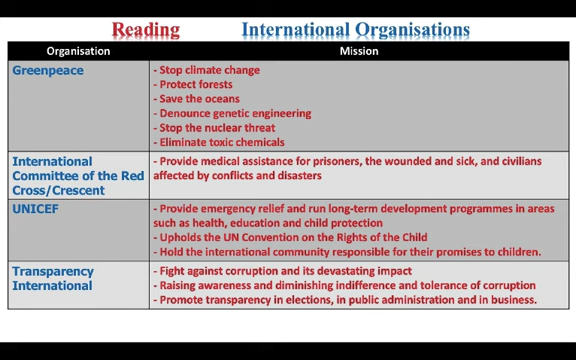 Reading International Organisations
Organisation Mission
Greenpeace
- Stop climate change
- Protect forests
- Save the oceans
- Denounce genetic engineering
- Stop the nuclear threat
- Eliminate toxic chemicals
International
Committee of the Red
Cross/Crescent
- Provide medical assistance for prisoners, the wounded and sick, and civilians
affected by conflicts and disasters
UNICEF
- Provide emergency relief and run long-term development programmes in areas
such as health, education and child protection
- Upholds the UN Convention on the Rights of the Child
- Hold the international community responsible for their promises to children.
Transparency
International
- Fight against corruption and its devastating impact
- Raising awareness and diminishing indifference and tolerance of corruption
- Promote transparency in elections, in public administration and in business.